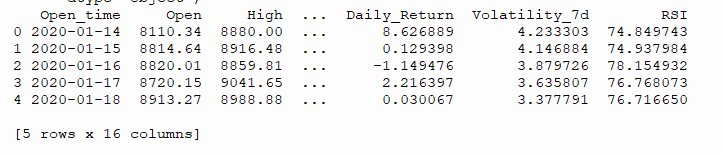 dtype='object')
Open_time Open High ... Daily_Return Volatility_7d RSI
0 2020-01-14 8110.34 8880.00 ... 8.626889 4.233303 74.849743
1 2020-01-15 8814.64 8916.48 ... 0.129398 4.146884 74.937984
2 2020-01-16 8820.01 8859.81 ... -1.149476 3.879726 78.154932
3 2020-01-17 8720.15 9041.65 ... 2.216397 3.635807 76.768073
4 2020-01-18 8913.27 8988.88 ... 0.030067 3.377791 76.716650
[5 rows x 16 columns]